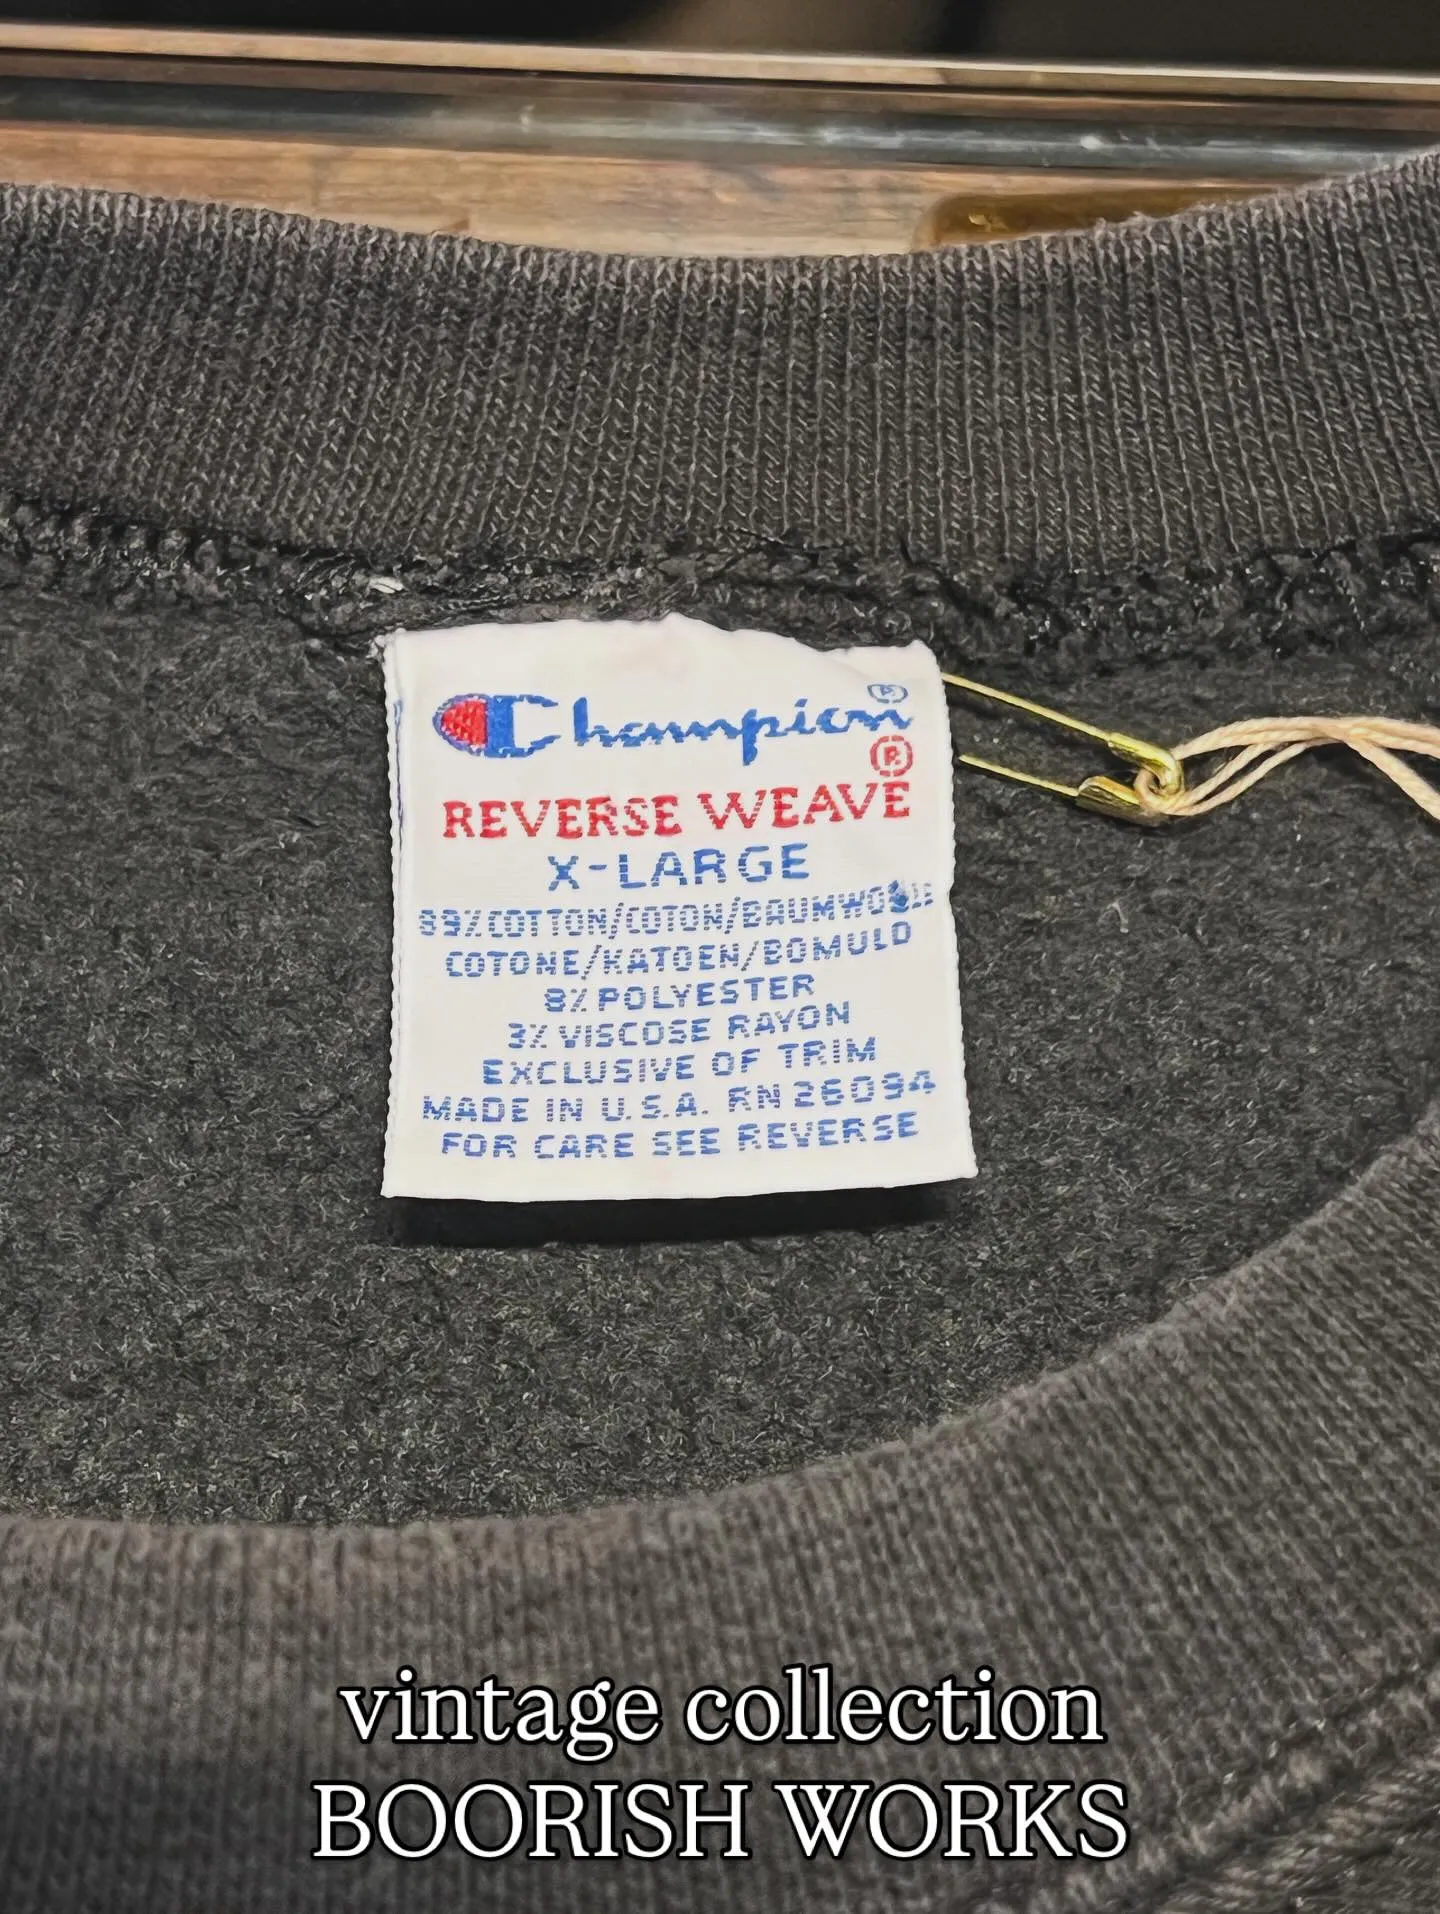 Champion®
®
REVERSE WEAVE
X-LARGE
89% COTTON/COTON/BAUMWOLLE
COTONE/KATOEN/BOMULD
8% POLYESTER
3% VISCOSE RAYON
EXCLUSIVE OF TRIM
MADE IN U.S.A. RN 26094
FOR CARE SEE REVERSE
vintage collection
BOORISH WORKS